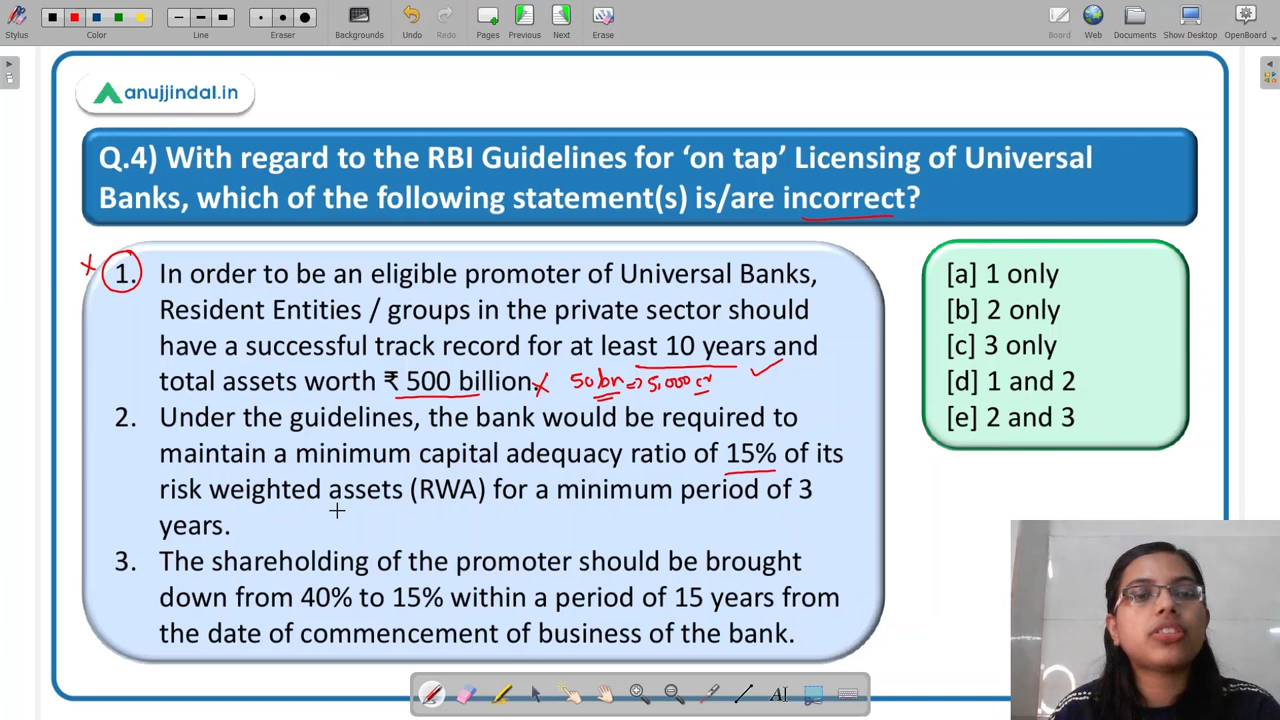 Stylus
Color
Line
Eraser
Backgrounds
Undo
Redo
Pages
Previous
Next
Erase
Board
Web
Documents
Show Desktop
OpenBoard
anujjindal.in
Q.4) With regard to the RBI Guidelines for ‘on tap’ Licensing of Universal
Banks, which of the following statement(s) is/are incorrect?
X 1. In order to be an eligible promoter of Universal Banks,
Resident Entities / groups in the private sector should
have a successful track record for at least 10 years and
total assets worth ₹ 500 billion. X 50 bn => 5,000 cr
2. Under the guidelines, the bank would be required to
maintain a minimum capital adequacy ratio of 15% of its
risk weighted assets (RWA) for a minimum period of 3
years.
3. The shareholding of the promoter should be brought
down from 40% to 15% within a period of 15 years from
the date of commencement of business of the bank.
[a] 1 only
[b] 2 only
[c] 3 only
[d] 1 and 2
[e] 2 and 3
AI